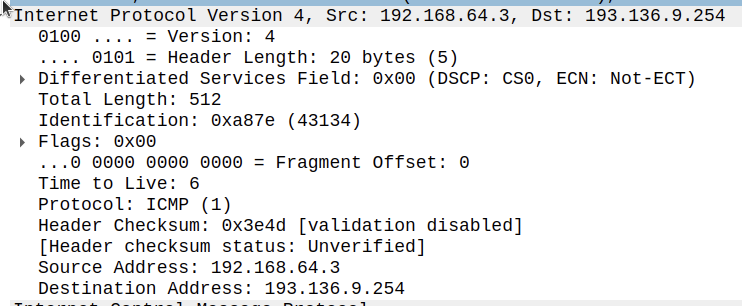 Internet Protocol Version 4, Src: 192.168.64.3, Dst: 193.136.9.254
0100 .... = Version: 4
.... 0101 = Header Length: 20 bytes (5)
Differentiated Services Field: 0x00 (DSCP: CS0, ECN: Not-ECT)
Total Length: 512
Identification: 0xa87e (43134)
Flags: 0x00
...0 0000 0000 0000 = Fragment Offset: 0
Time to Live: 6
Protocol: ICMP (1)
Header Checksum: 0x3e4d [validation disabled]
[Header checksum status: Unverified]
Source Address: 192.168.64.3
Destination Address: 193.136.9.254
Internet Control Message Protocol